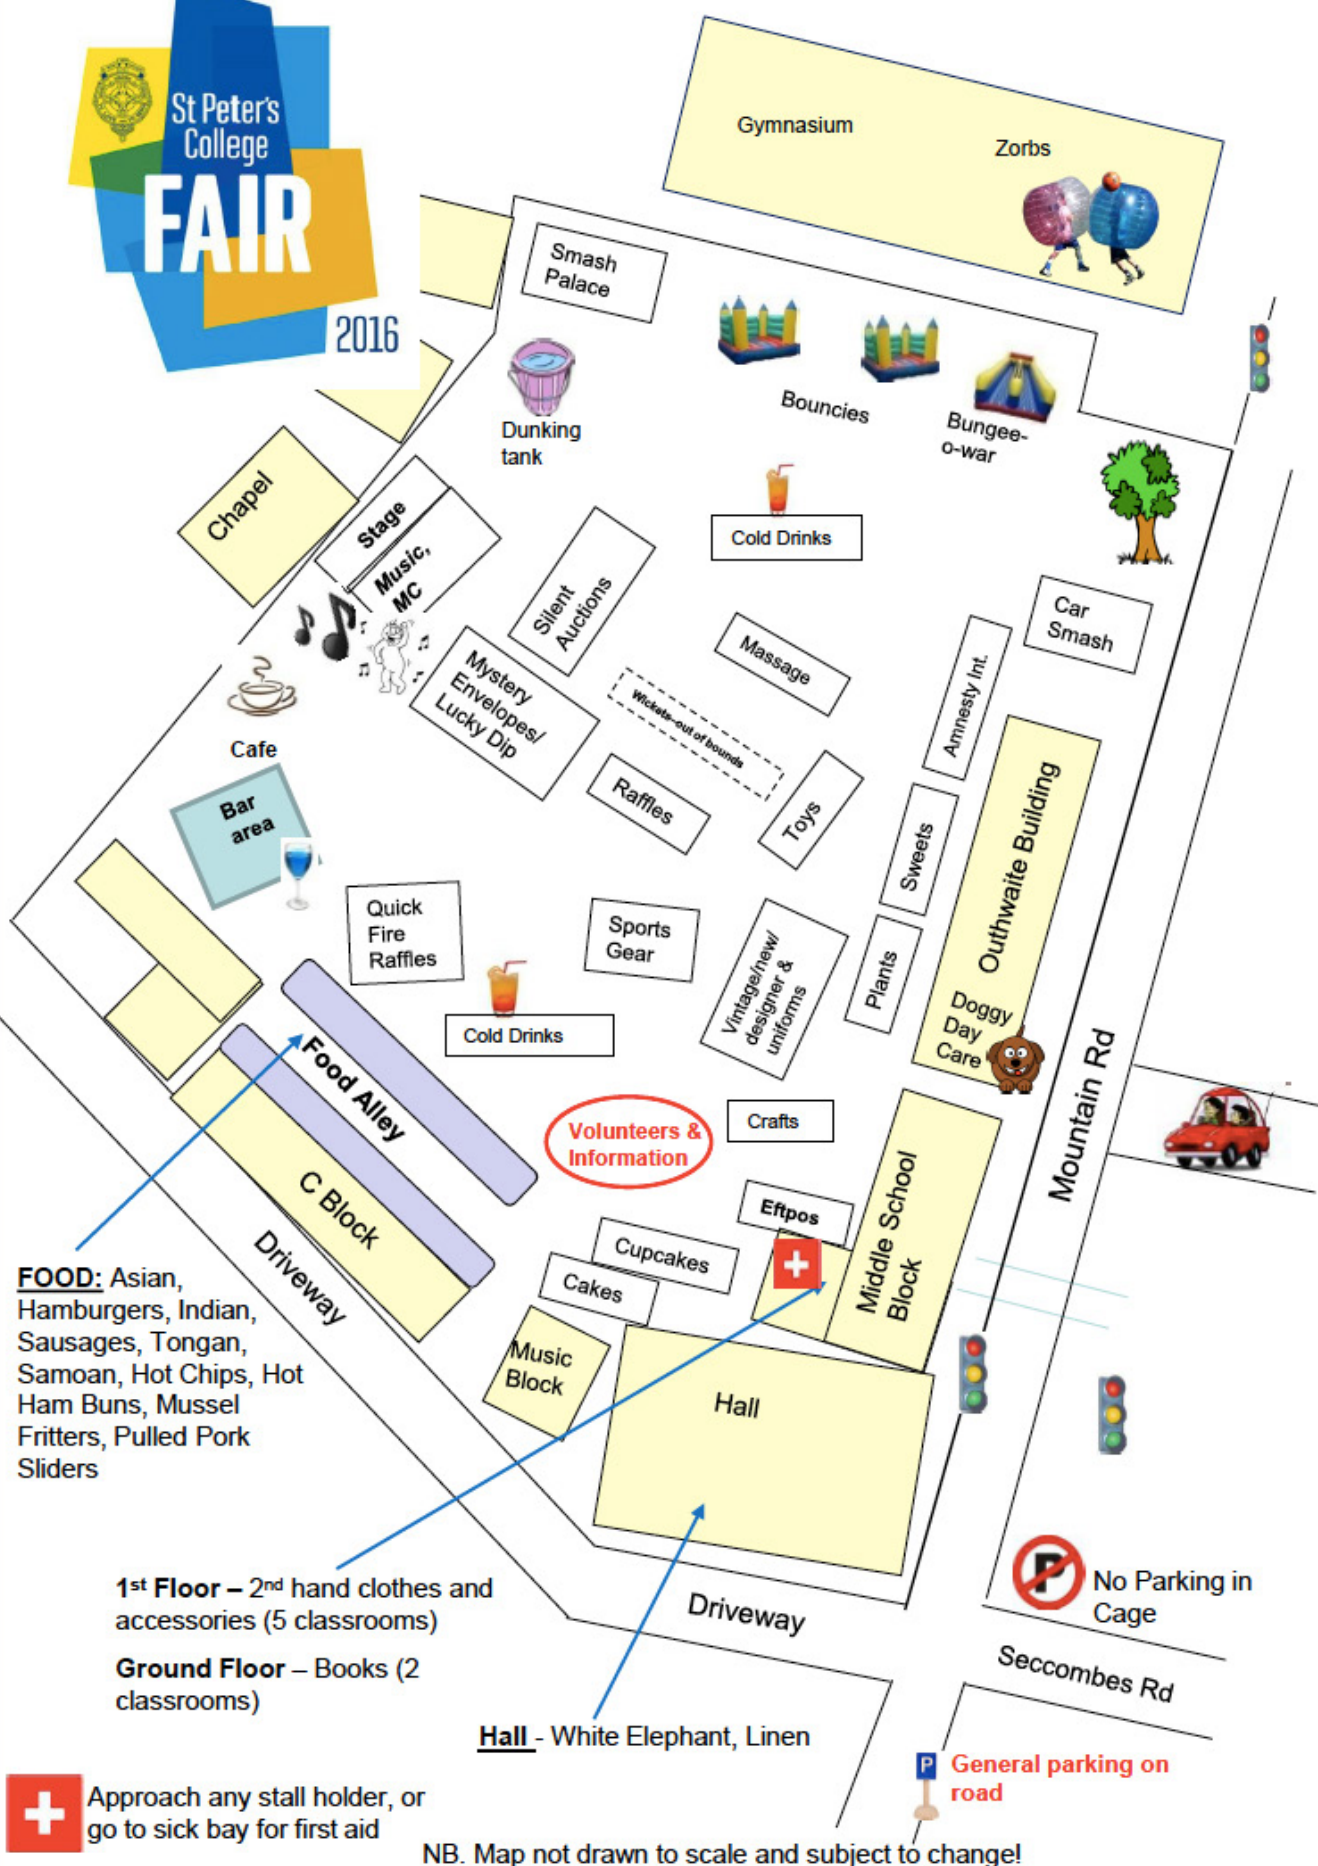 St Peter's
College
FAIR
2016
Gymnasium
Zorbs
Smash
Palace
Dunking
tank
Bouncies
Bungee-
o-war
Chapel
Stage
Music,
MC
Cold Drinks
Silent
Auctions
Massage
Car
Smash
Amnesty Int.
Mystery
Envelopes/
Lucky Dip
Wickets-out of bounds
Cafe
Bar
area
Raffles
Toys
Sweets
Outhwaite Building
Quick
Fire
Raffles
Sports
Gear
Vintage/new/
designer &
uniforms
Plants
Doggy
Day
Care
Cold Drinks
Food Alley
Mountain Rd
Volunteers &
Information
Crafts
C Block
Eftpos
Middle School
Block
Driveway
Cupcakes
Cakes
Music
Block
Hall
FOOD: Asian,
Hamburgers, Indian,
Sausages, Tongan,
Samoan, Hot Chips, Hot
Ham Buns, Mussel
Fritters, Pulled Pork
Sliders
1st Floor – 2nd hand clothes and
accessories (5 classrooms)
Ground Floor – Books (2
classrooms)
Driveway
P
No Parking in
Cage
Seccombes Rd
Hall - White Elephant, Linen
P
General parking on
road
Approach any stall holder, or
go to sick bay for first aid
NB. Map not drawn to scale and subject to change!